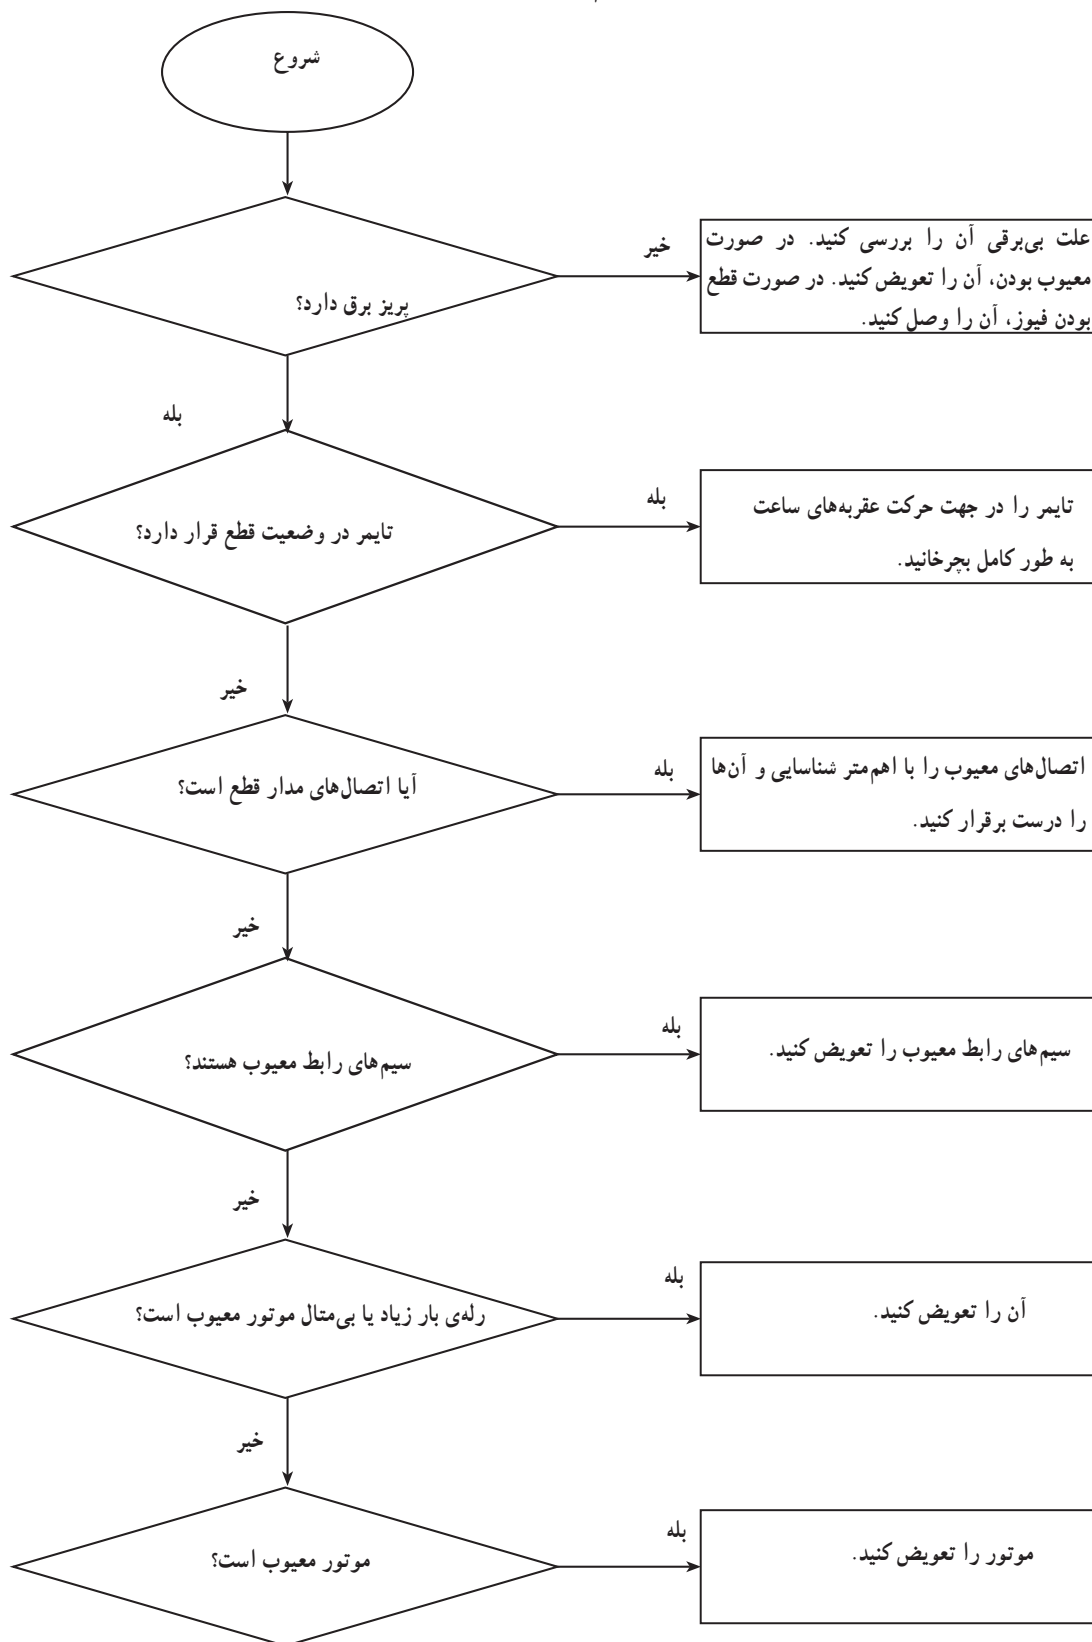 شروع
پریز برق دارد؟
خیر
علت بی‌برقی آن را بررسی کنید. در صورت
معیوب بودن، آن را تعویض کنید. در صورت قطع
بودن فیوز، آن را وصل کنید.
بله
تایمر در وضعیت قطع قرار دارد؟
بله
تایمر را در جهت حرکت عقربه‌های ساعت
به طور کامل بچرخانید.
خیر
آیا اتصال‌های مدار قطع است؟
بله
اتصال‌های معیوب را با اهم‌متر شناسایی و آن‌ها
را درست برقرار کنید.
خیر
سیم‌های رابط معیوب هستند؟
بله
سیم‌های رابط معیوب را تعویض کنید.
خیر
رله‌ی بار زیاد یا بی‌متال موتور معیوب است؟
بله
آن را تعویض کنید.
خیر
موتور معیوب است؟
بله
موتور را تعویض کنید.